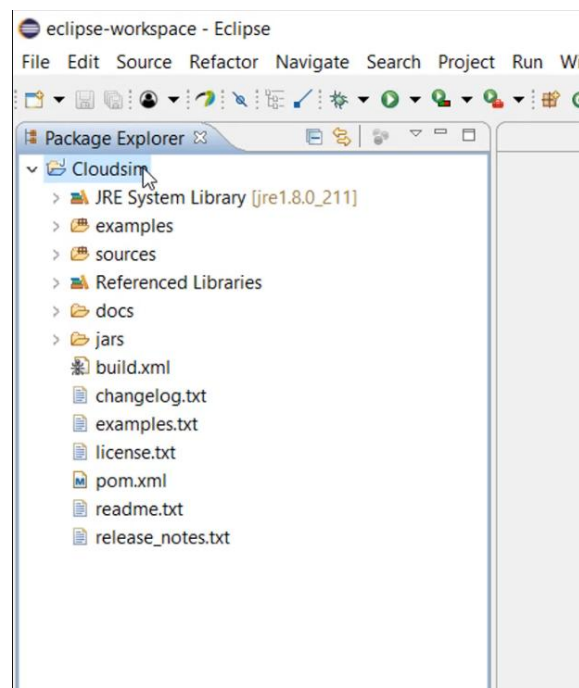 eclipse-workspace - Eclipse
File Edit Source Refactor Navigate Search Project Run
Package Explorer
Cloudsim
JRE System Library [jre1.8.0_211]
examples
sources
Referenced Libraries
docs
jars
build.xml
changelog.txt
examples.txt
license.txt
pom.xml
readme.txt
release_notes.txt